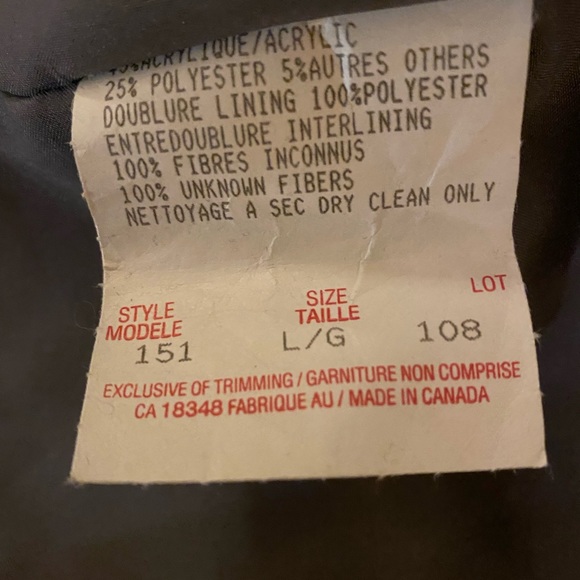 ACRYLIQUE/ACRYLIC
25% POLYESTER 5%AUTRES OTHERS
DOUBLURE LINING 100%POLYESTER
ENTREDOUBLURE INTERLINING
100% FIBRES INCONNUS
100% UNKNOWN FIBERS
NETTOYAGE A SEC DRY CLEAN ONLY
STYLE
MODELE
151
SIZE
TAILLE
L/G
LOT
108
EXCLUSIVE OF TRIMMING / GARNITURE NON COMPRISE
CA 18348 FABRIQUE AU / MADE IN CANADA